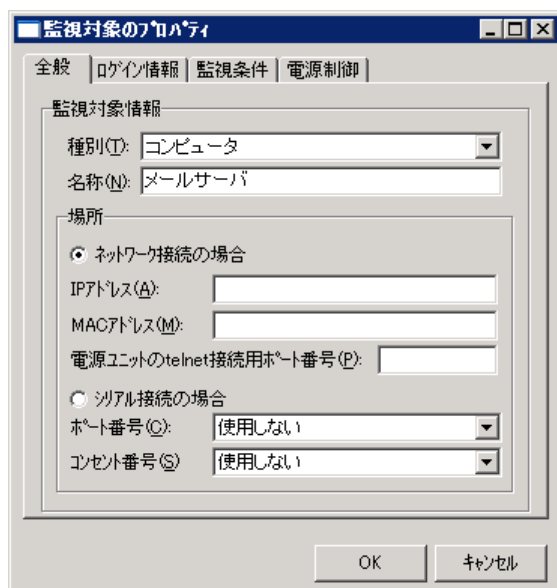 監視対象のﾌﾟﾛﾊﾟﾃｨ
全般 ﾛｸﾞｲﾝ情報 監視条件 電源制御
監視対象情報
種別(T): コンピュータ
名称(N): メールサーバ
場所
ﾈｯﾄﾜｰｸ接続の場合
IPｱﾄﾞﾚｽ(A):
MACｱﾄﾞﾚｽ(M):
電源ﾕﾆｯﾄのtelnet接続用ﾎﾟｰﾄ番号(P):
ｼﾘｱﾙ接続の場合
ﾎﾟｰﾄ番号(C): 使用しない
ｺﾝｾﾝﾄ番号(S) 使用しない
OK ｷｬﾝｾﾙ